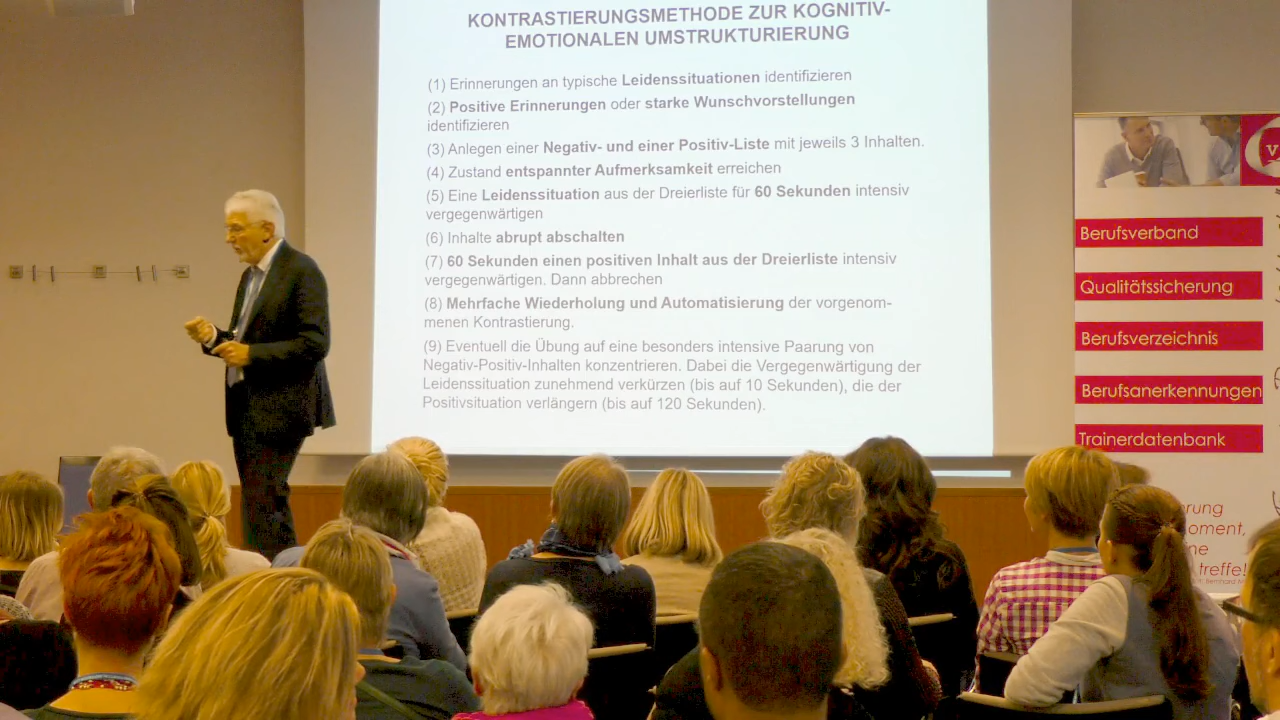 KONTRASTIERUNGSMETHODE ZUR KOGNITIV-
EMOTIONALEN UMSTRUKTURIERUNG
(1) Erinnerungen an typische Leidenssituationen identifizieren
(2) Positive Erinnerungen oder starke Wunschvorstellungen
identifizieren
(3) Anlegen einer Negativ- und einer Positiv-Liste mit jeweils 3 Inhalten.
(4) Zustand entspannter Aufmerksamkeit erreichen
(5) Eine Leidenssituation aus der Dreierliste für 60 Sekunden intensiv
vergegenwärtigen
(6) Inhalte abrupt abschalten
(7) 60 Sekunden einen positiven Inhalt aus der Dreierliste intensiv
vergegenwärtigen. Dann abbrechen
(8) Mehrfache Wiederholung und Automatisierung der vorgenom-
menen Kontrastierung.
(9) Eventuell die Übung auf eine besonders intensive Paarung von
Negativ-Positiv-Inhalten konzentrieren. Dabei die Vergegenwärtigung der
Leidenssituation zunehmend verkürzen (bis auf 10 Sekunden), die der
Positivsituation verlängern (bis auf 120 Sekunden).
V
Berufsverband
Qualitätssicherung
Berufsverzeichnis
Berufsanerkennungen
Trainerdatenbank
rung
oment,
ne
treffe!